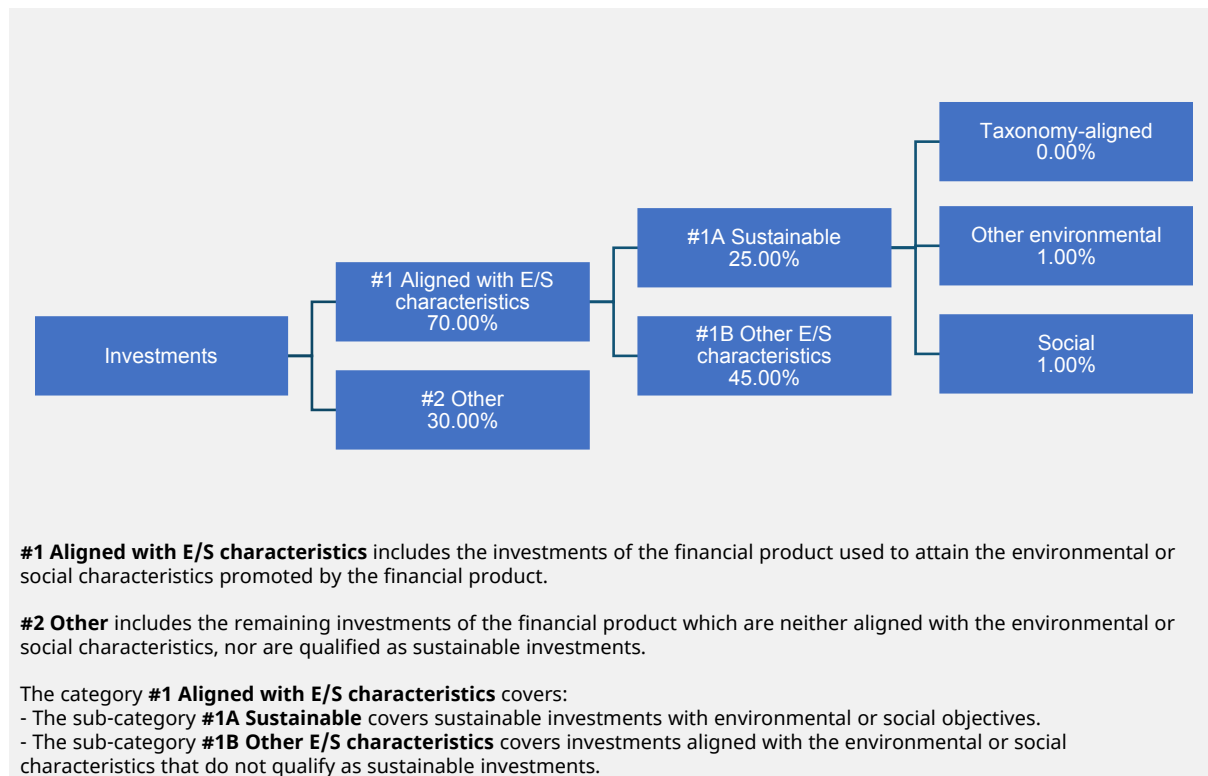 Investments
#1 Aligned with E/S
characteristics
70.00%
#2 Other
30.00%
#1A Sustainable
25.00%
#1B Other E/S
characteristics
45.00%
Taxonomy-aligned
0.00%
Other environmental
1.00%
Social
1.00%
#1 Aligned with E/S characteristics includes the investments of the financial product used to attain the environmental or
social characteristics promoted by the financial product.
#2 Other includes the remaining investments of the financial product which are neither aligned with the environmental or
social characteristics, nor are qualified as sustainable investments.
The category #1 Aligned with E/S characteristics covers:
- The sub-category #1A Sustainable covers sustainable investments with environmental or social objectives.
- The sub-category #1B Other E/S characteristics covers investments aligned with the environmental or social
characteristics that do not qualify as sustainable investments.